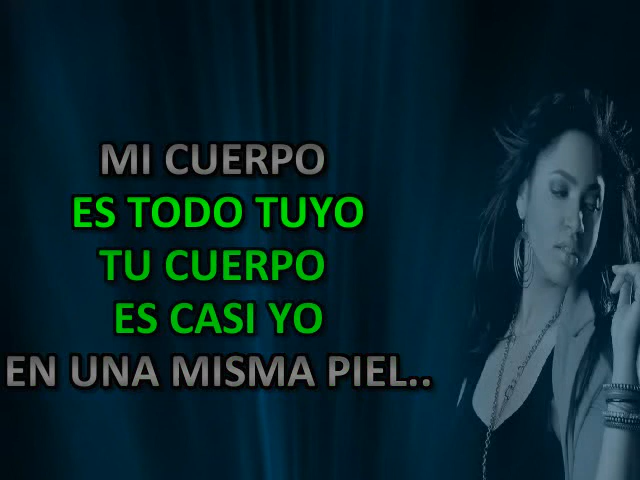 MI CUERPO
ES TODO TUYO
TU CUERPO
ES CASI YO
EN UNA MISMA PIEL..